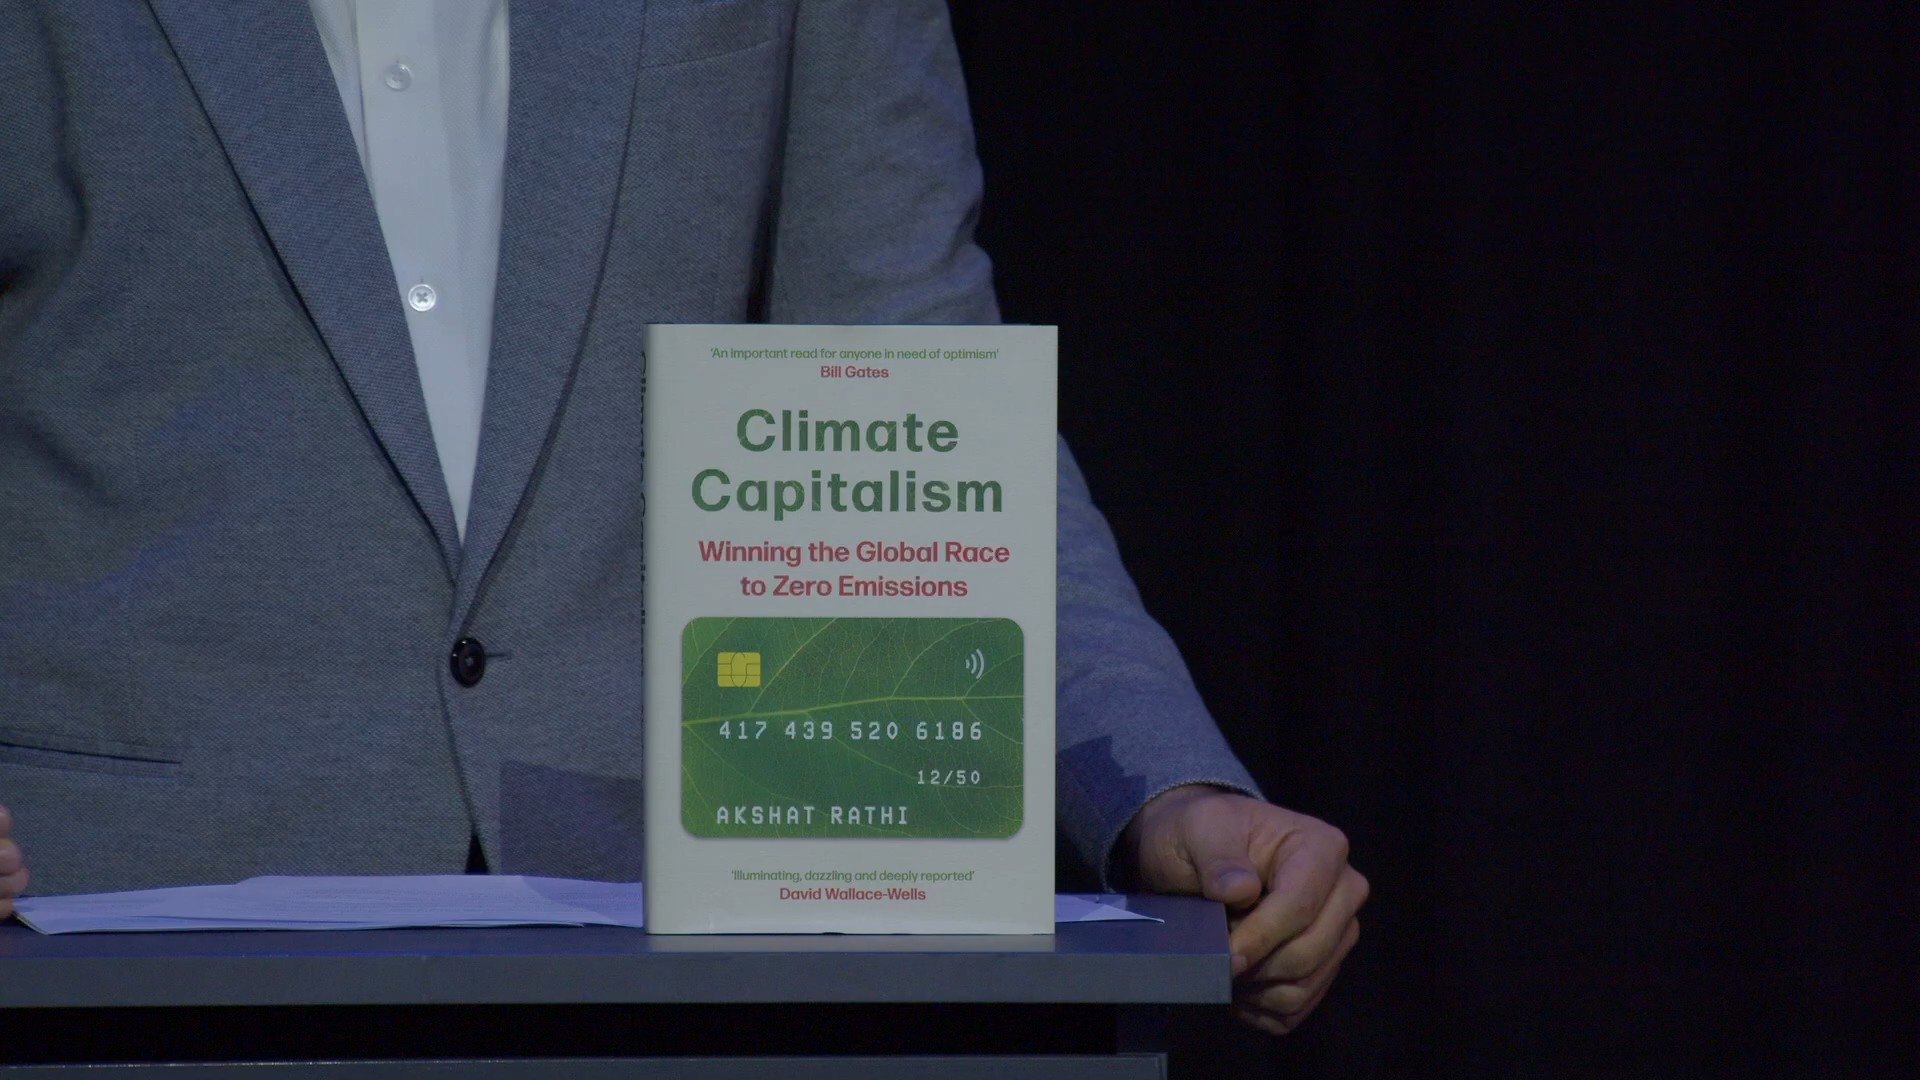 'An important read for anyone in need of optimism'
Bill Gates
Climate
Capitalism
Winning the Global Race
to Zero Emissions
417 439 520 6186
12/50
AKSHAT RATHI
'Illuminating, dazzling and deeply reported'
David Wallace-Wells